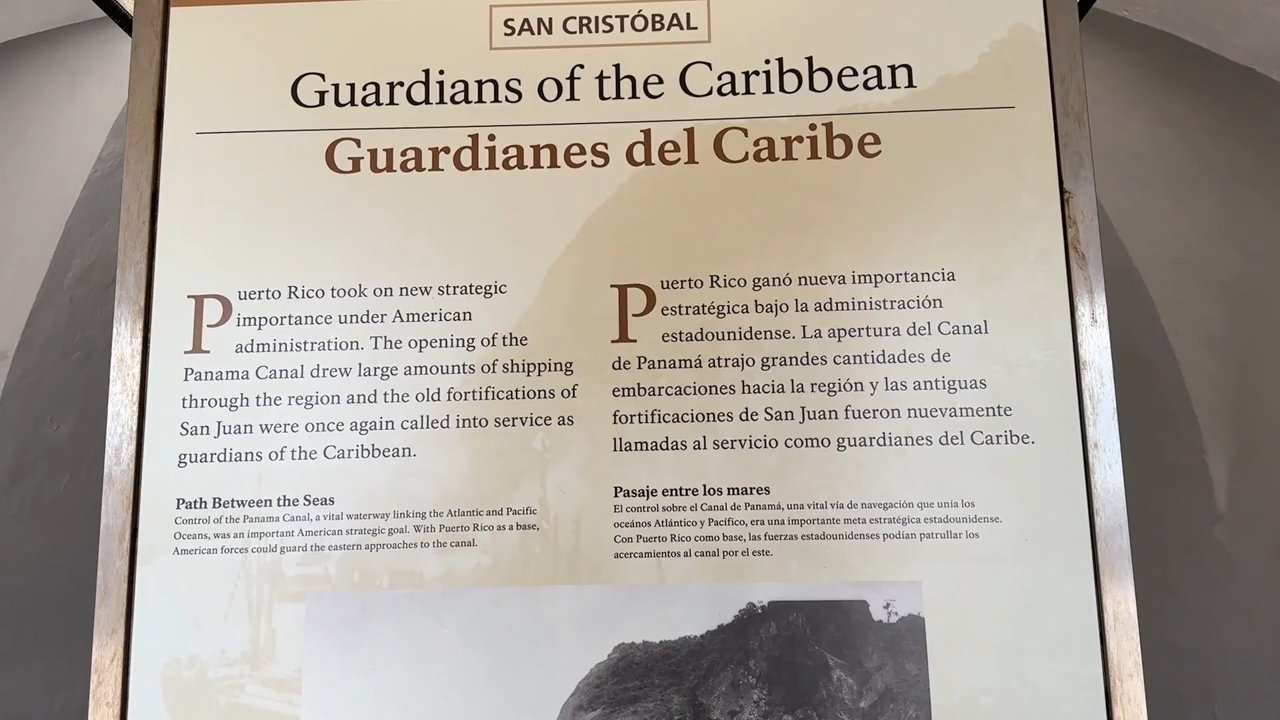 SAN CRISTÓBAL
Guardians of the Caribbean
Guardianes del Caribe
Puerto Rico took on new strategic
importance under American
administration. The opening of the
Panama Canal drew large amounts of shipping
through the region and the old fortifications of
San Juan were once again called into service as
guardians of the Caribbean.
Path Between the Seas
Control of the Panama Canal, a vital waterway linking the Atlantic and Pacific
Oceans, was an important American strategic goal. With Puerto Rico as a base,
American forces could guard the eastern approaches to the canal.
Puerto Rico ganó nueva importancia
estratégica bajo la administración
estadounidense. La apertura del Canal
de Panamá atrajo grandes cantidades de
embarcaciones hacia la región y las antiguas
fortificaciones de San Juan fueron nuevamente
llamadas al servicio como guardianes del Caribe.
Pasaje entre los mares
El control sobre el Canal de Panamá, una vital vía de navegación que unía los
oceános Atlántico y Pacífico, era una importante meta estratégica estadounidense.
Con Puerto Rico como base, las fuerzas estadounidenses podían patrullar los
acercamientos al canal por el este.